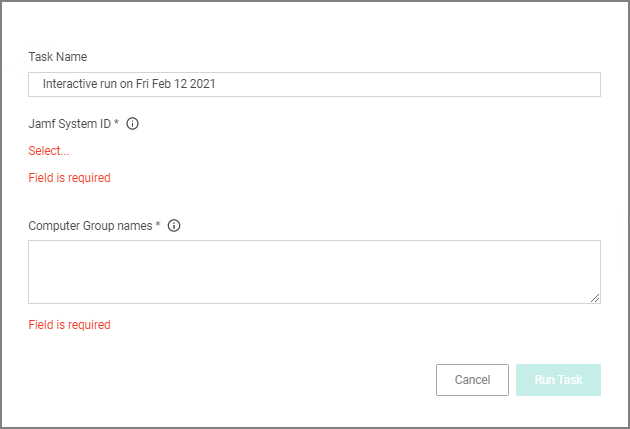 Task Name
Interactive run on Fri Feb 12 2021
Jamf System ID *
Select...
Field is required
Computer Group names *
Field is required
Cancel Run Task